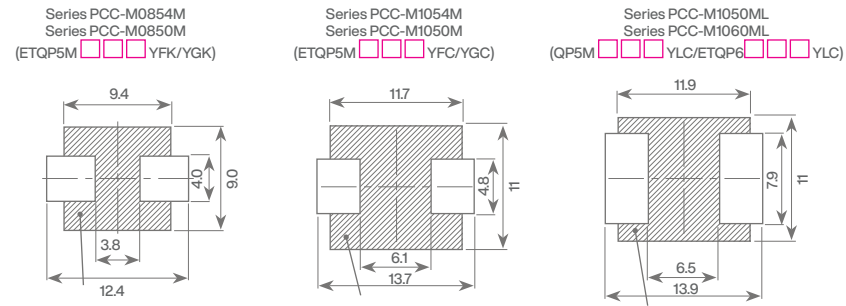 Series PCC-M0854M
Series PCC-M0850M
(ETQP5M□□□YFK/YGK)
9.4
4.0
9.0
3.8
12.4
Series PCC-M1054M
Series PCC-M1050M
(ETQP5M□□□YFC/YGC)
11.7
4.8
11
6.1
13.7
Series PCC-M1050ML
Series PCC-M1060ML
(QP5M□□□YLC/ETQP6□□□YLC)
11.9
7.9
11
6.5
13.9